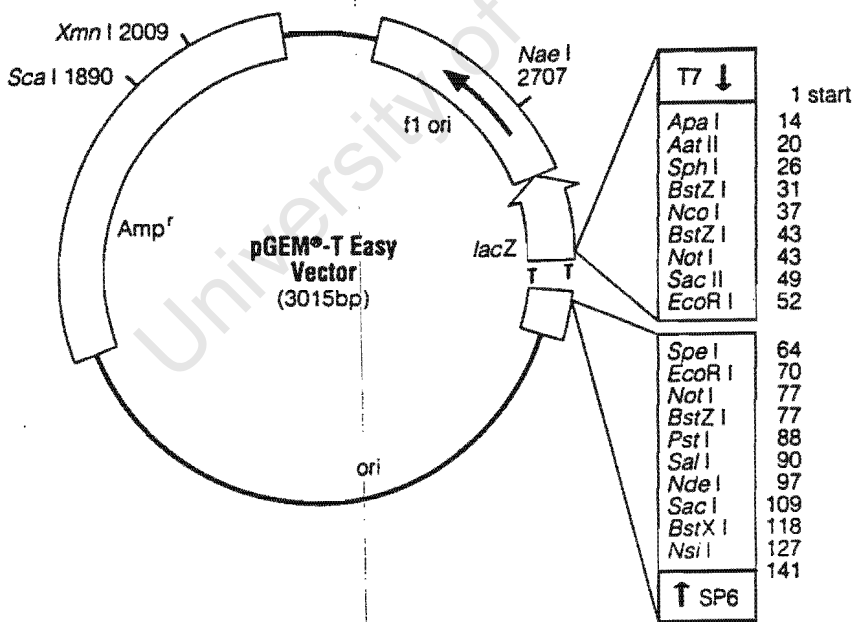 Xmn I 2009
Sca I 1890
Nae I
2707
f1 ori
Ampʳ
pGEM®-T Easy
Vector
(3015bp)
lacZ
T T
ori
T7 ↓
1 start
Apa I 14
Aat II 20
Sph I 26
BstZ I 31
Nco I 37
BstZ I 43
Not I 43
Sac II 49
EcoR I 52
Spe I 64
EcoR I 70
Not I 77
BstZ I 77
Pst I 88
Sal I 90
Nde I 97
Sac I 109
BstX I 118
Nsi I 127
141
↑ SP6
University of